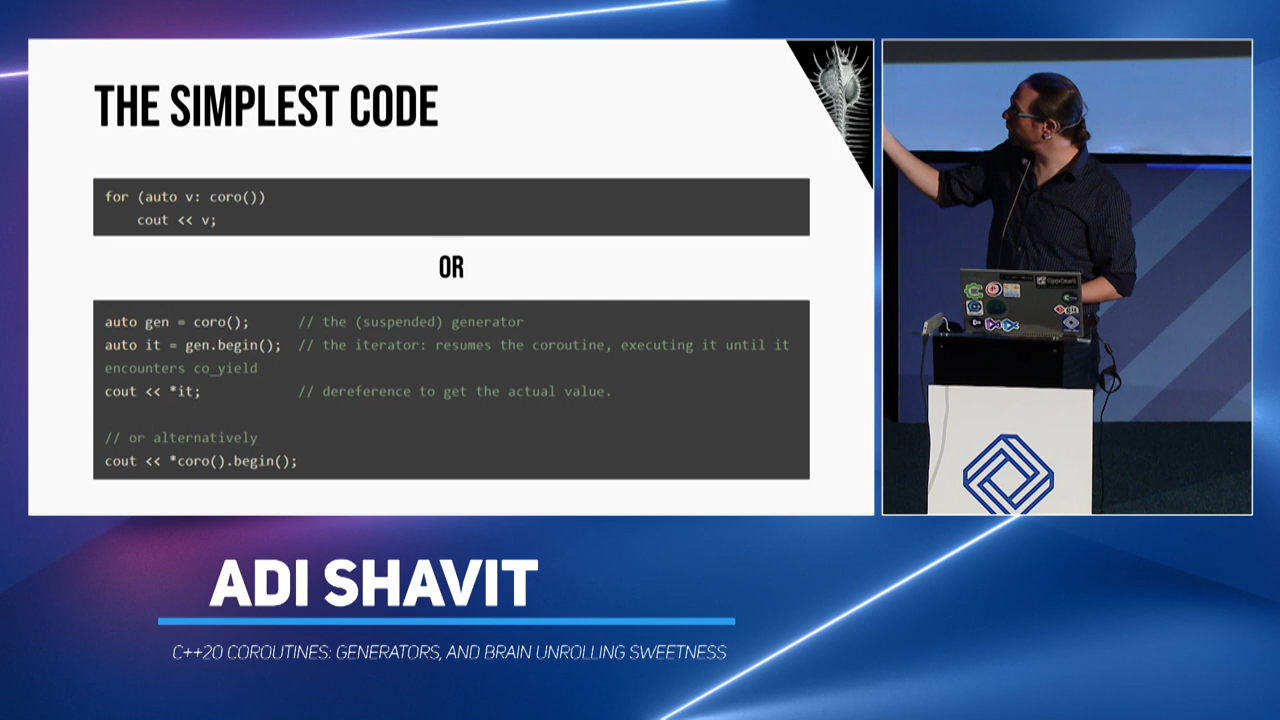 THE SIMPLEST CODE
for (auto v: coro())
    cout << v;
OR
auto gen = coro();      // the (suspended) generator
auto it = gen.begin();  // the iterator: resumes the coroutine, executing it until it
encounters co_yield
cout << *it;            // dereference to get the actual value.
// or alternatively
cout << *coro().begin();
ADI SHAVIT
C++20 COROUTINES: GENERATORS, AND BRAIN UNROLLING SWEETNESS